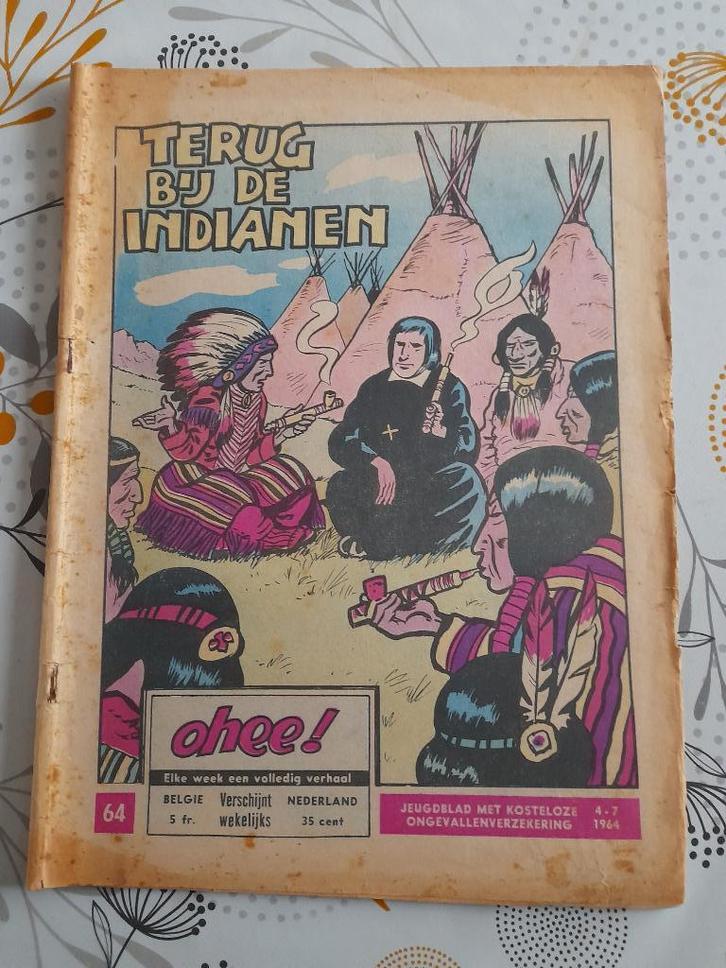 TERUG
BIJ DE
INDIANEN
ohee!
Elke week een volledig verhaal
64
BELGIE Verschijnt NEDERLAND
5 fr. wekelijks 35 cent
JEUGDBLAD MET KOSTELOZE 4-7
ONGEVALLENVERZEKERING 1964